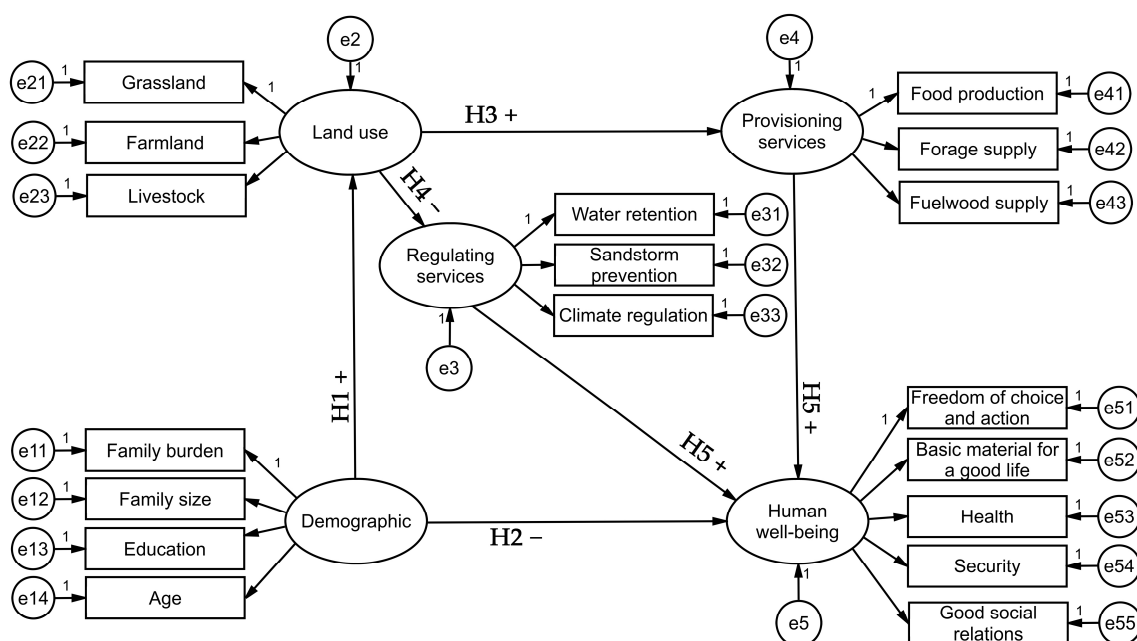 e2
e4
e21
1
Grassland
1
1
e22
1
Farmland
Land use
e23
1
Livestock
H3 +
1
Provisioning
services
1
Food production
1
e41
Forage supply
1
e42
Fuelwood supply
1
e43
H4 −
Regulating
services
1
Water retention
1
e31
Sandstorm
prevention
1
e32
Climate regulation
1
e33
1
e3
H1 +
H5 +
H5 +
e11
1
Family burden
1
e12
1
Family size
e13
1
Education
e14
1
Age
Demographic
H2 −
Human
well-being
1
e5
1
Freedom of choice
and action
1
e51
Basic material for
a good life
1
e52
Health
1
e53
Security
1
e54
Good social
relations
1
e55